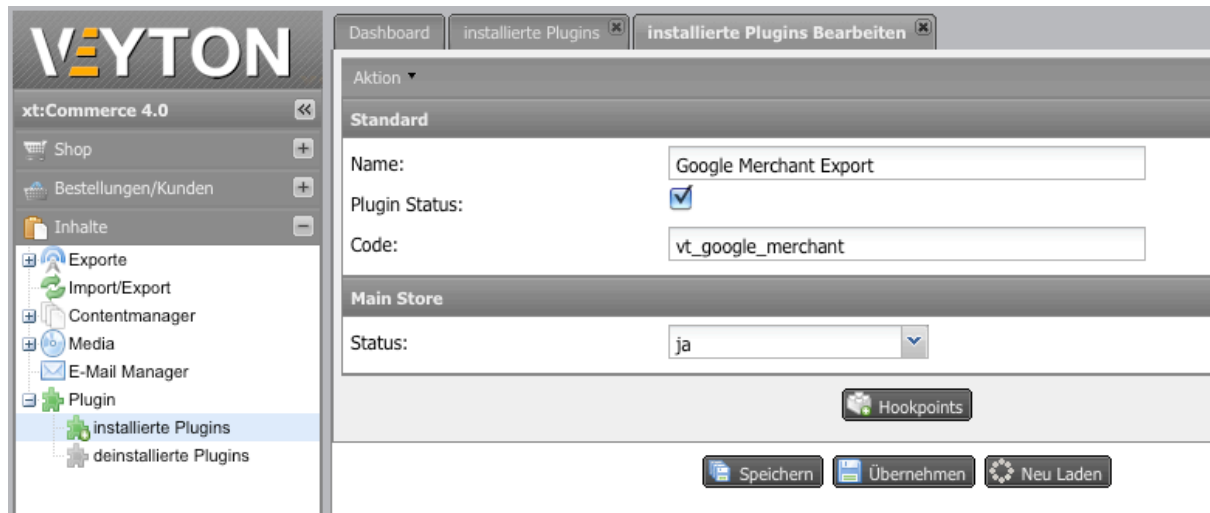 VEYTON
xt:Commerce 4.0
Shop
Bestellungen/Kunden
Inhalte
Exporte
Import/Export
Contentmanager
Media
E-Mail Manager
Plugin
installierte Plugins
deinstallierte Plugins
Dashboard
installierte Plugins
installierte Plugins Bearbeiten
Aktion
Standard
Name:
Google Merchant Export
Plugin Status:
Code:
vt_google_merchant
Main Store
Status:
ja
Hookpoints
Speichern
Übernehmen
Neu Laden